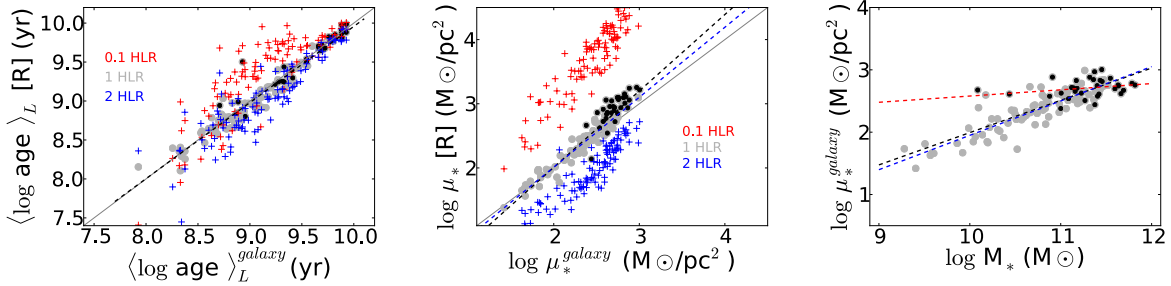 ⟨log age ⟩_L [R] (yr)
10.0
9.5
9.0
8.5
8.0
7.5
0.1 HLR
1 HLR
2 HLR
7.5 8.0 8.5 9.0 9.5 10.0
⟨log age ⟩_L^{galaxy} (yr)
log μ_* [R] (M⊙/pc²)
4
3
2
0.1 HLR
1 HLR
2 HLR
2 3 4
log μ_*^{galaxy} (M⊙/pc²)
log μ_*^{galaxy} (M⊙/pc²)
4
3
2
1
9 10 11 12
log M_* (M⊙)